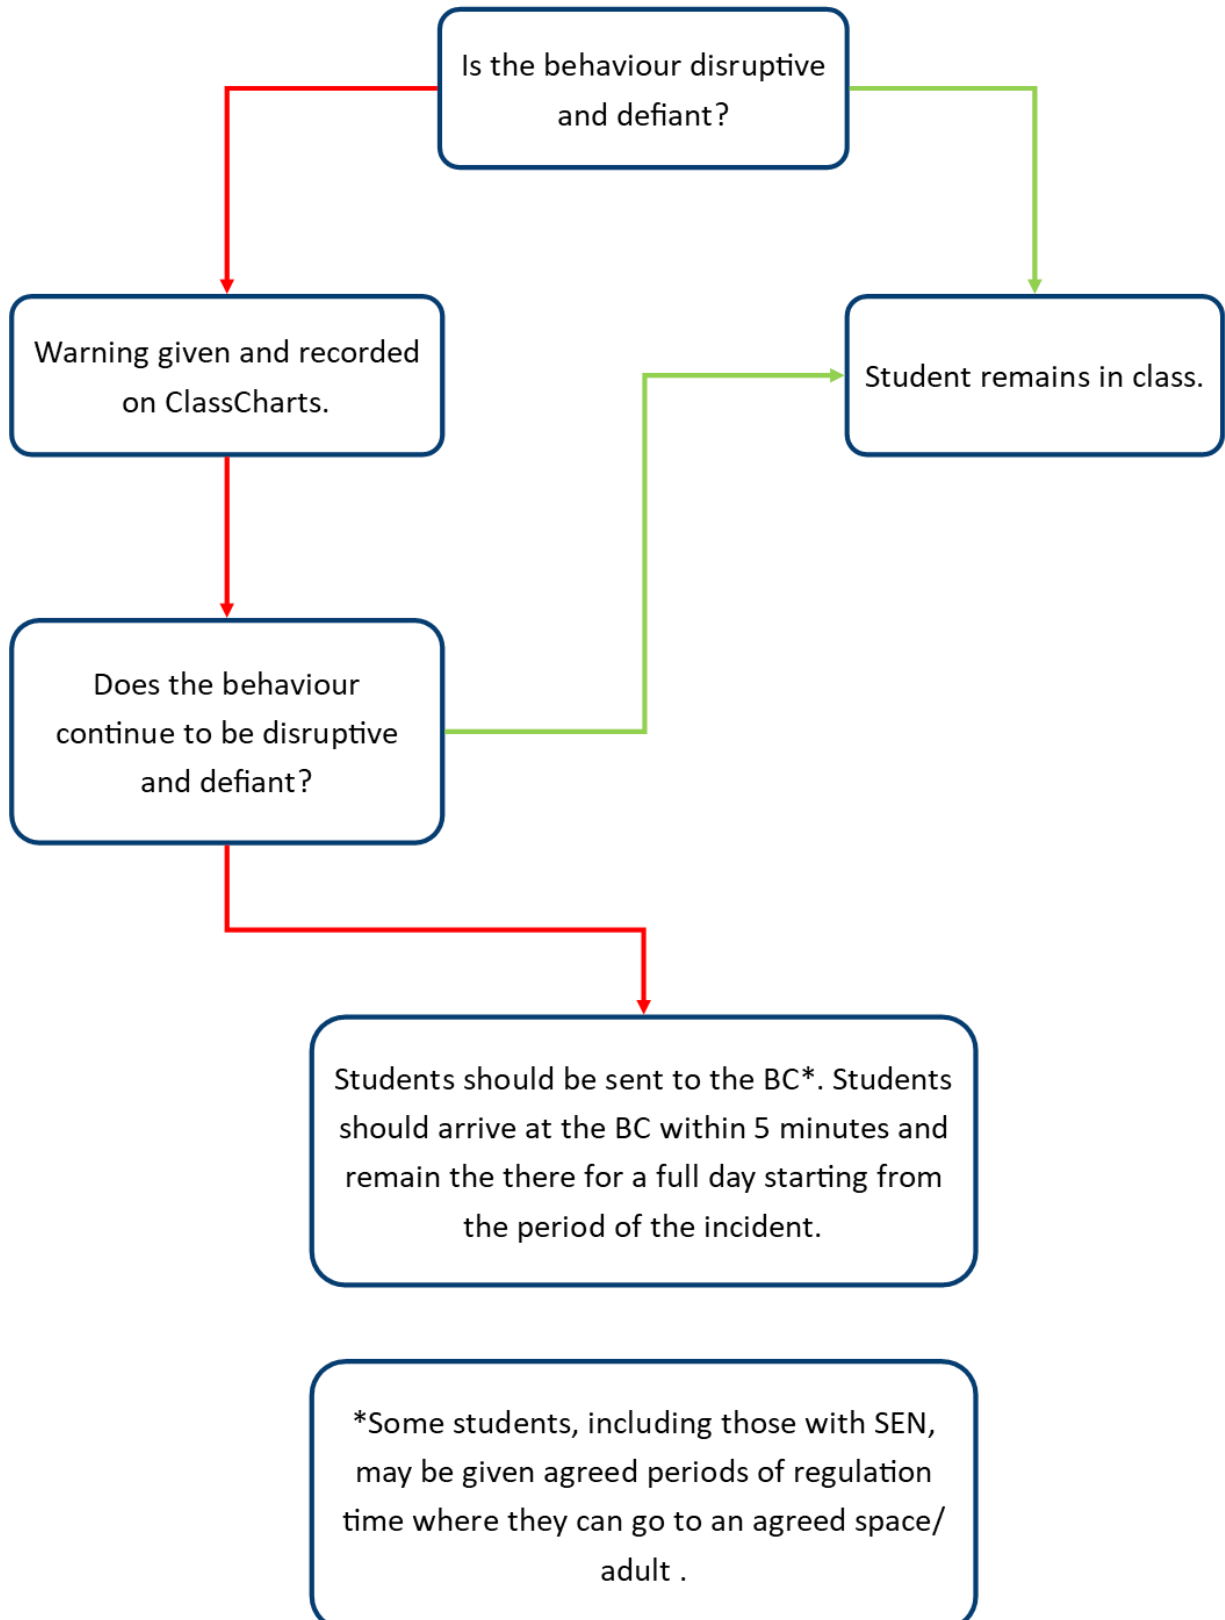 Is the behaviour disruptive
and defiant?
Warning given and recorded
on ClassCharts.
Student remains in class.
Does the behaviour
continue to be disruptive
and defiant?
Students should be sent to the BC*. Students
should arrive at the BC within 5 minutes and
remain the there for a full day starting from
the period of the incident.
*Some students, including those with SEN,
may be given agreed periods of regulation
time where they can go to an agreed space/
adult .